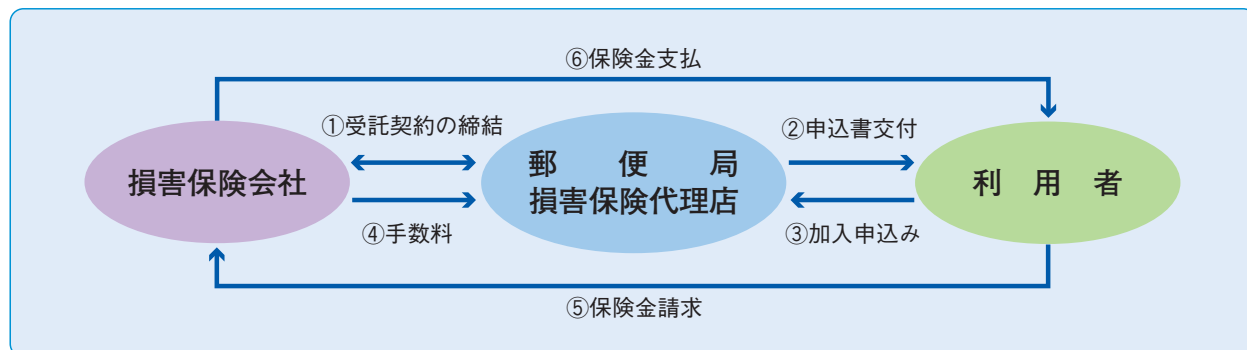 ⑥保険金支払
①受託契約の締結
②申込書交付
損害保険会社
郵　便　局
損害保険代理店
利　用　者
④手数料
③加入申込み
⑤保険金請求